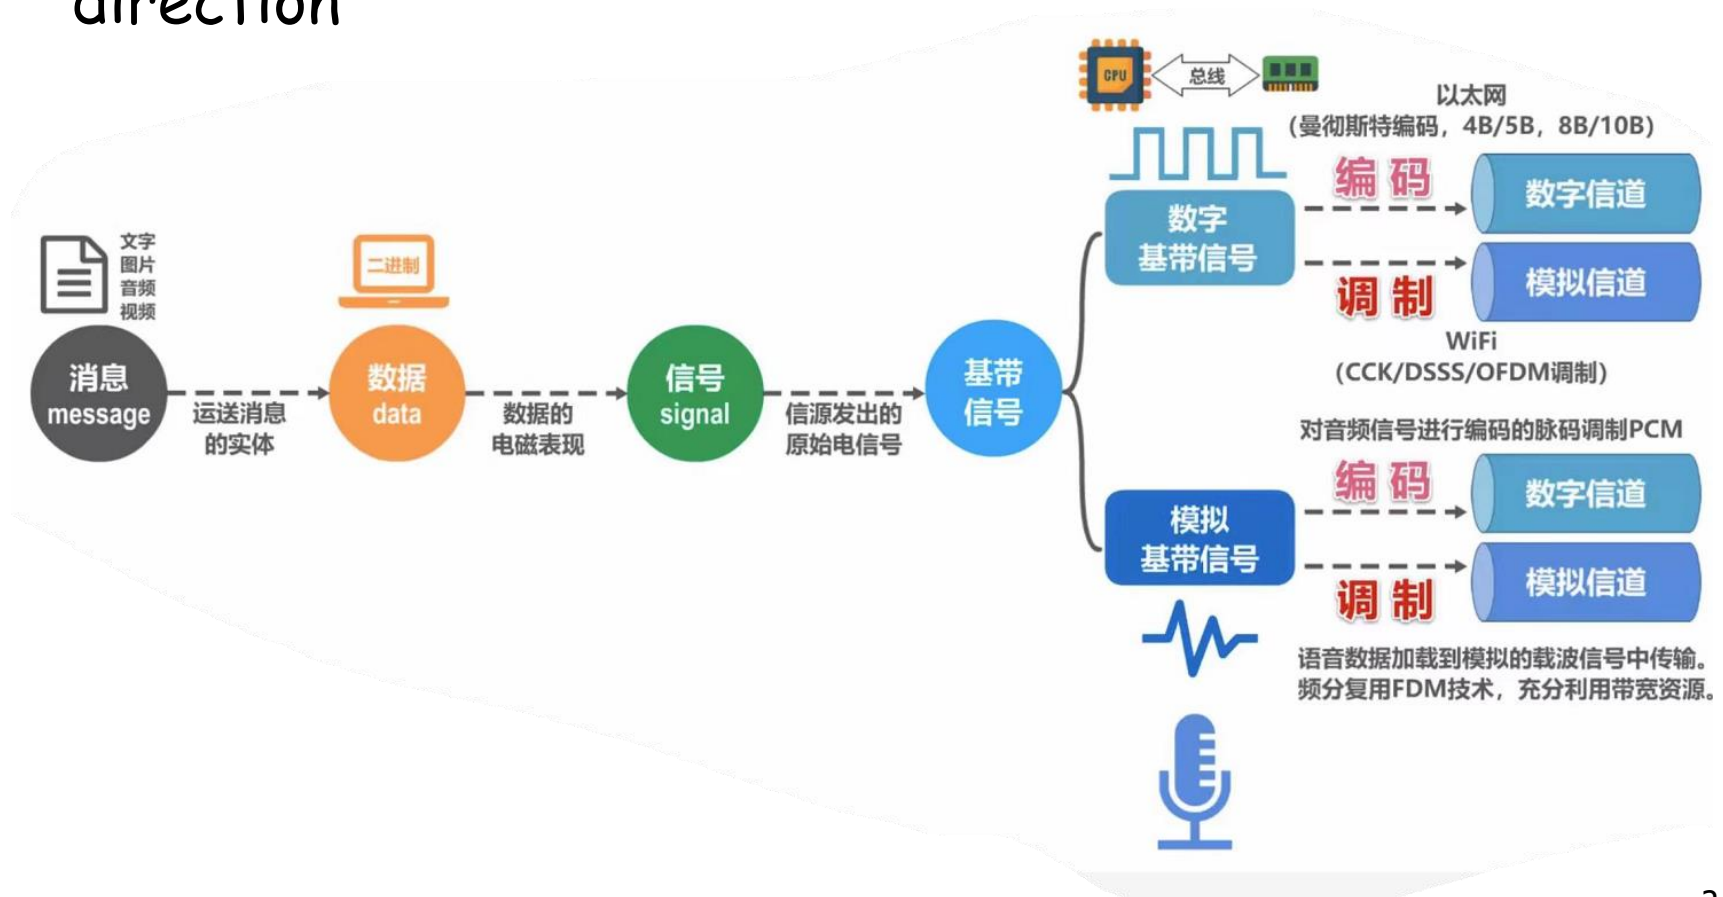 direction
CPU
总线
以太网
(曼彻斯特编码，4B/5B，8B/10B)
编码
数字信道
数字
基带信号
调制
模拟信道
WiFi
(CCK/DSSS/OFDM调制)
文字
图片
音频
视频
二进制
消息
message
运送消息
的实体
数据
data
数据的
电磁表现
信号
signal
信源发出的
原始电信号
基带
信号
对音频信号进行编码的脉码调制PCM
编码
数字信道
模拟
基带信号
调制
模拟信道
语音数据加载到模拟的载波信号中传输。
频分复用FDM技术，充分利用带宽资源。